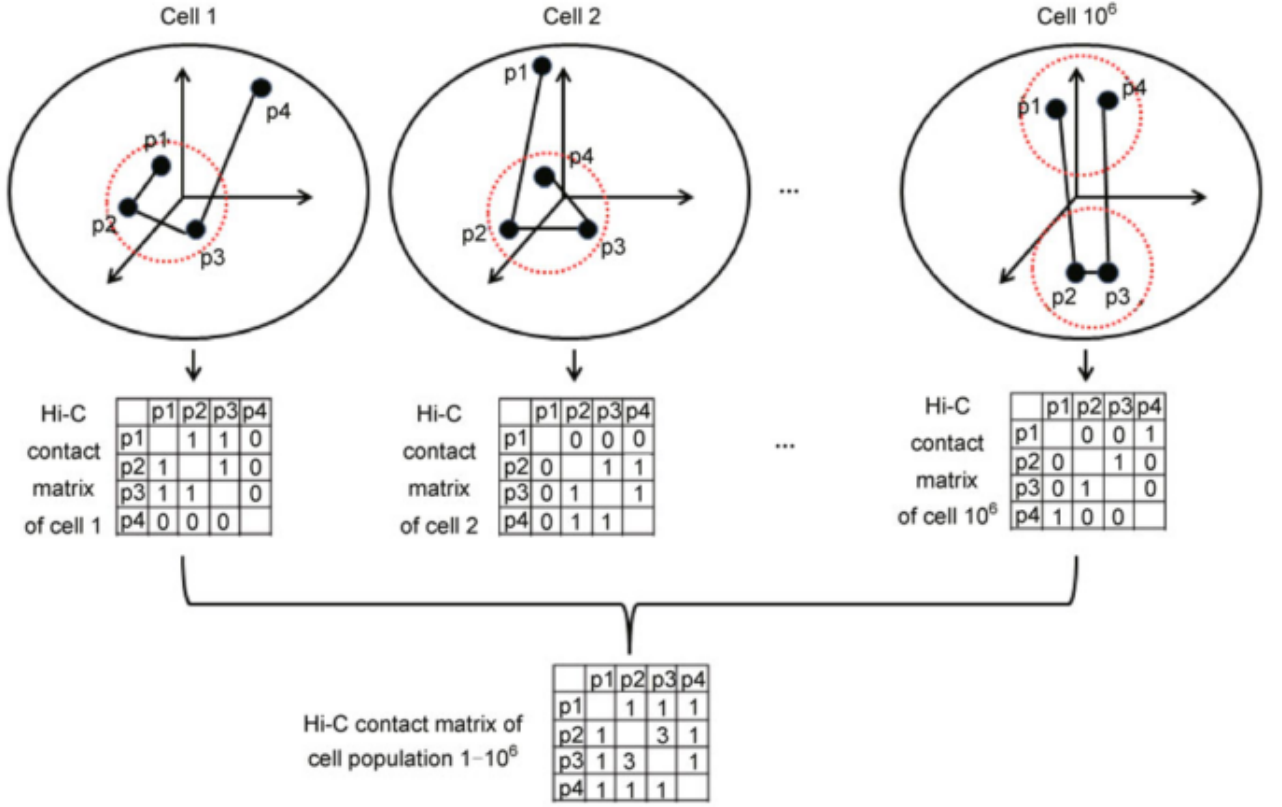 Cell 1
Cell 2
Cell 10⁶
p4
p1
p2
p3
p1
p4
p2
p3
...
p1
p4
p2
p3
Hi-C
contact
matrix
of cell 1
p1 p2 p3 p4
p1 1 1 0
p2 1 1 0
p3 1 1 0
p4 0 0 0
Hi-C
contact
matrix
of cell 2
p1 p2 p3 p4
p1 0 0 0
p2 0 1 1
p3 0 1 1
p4 0 1 1
...
Hi-C
contact
matrix
of cell 10⁶
p1 p2 p3 p4
p1 0 0 1
p2 0 1 0
p3 0 1 0
p4 1 0 0
Hi-C contact matrix of
cell population 1–10⁶
p1 p2 p3 p4
p1 1 1 1
p2 1 3 1
p3 1 3 1
p4 1 1 1